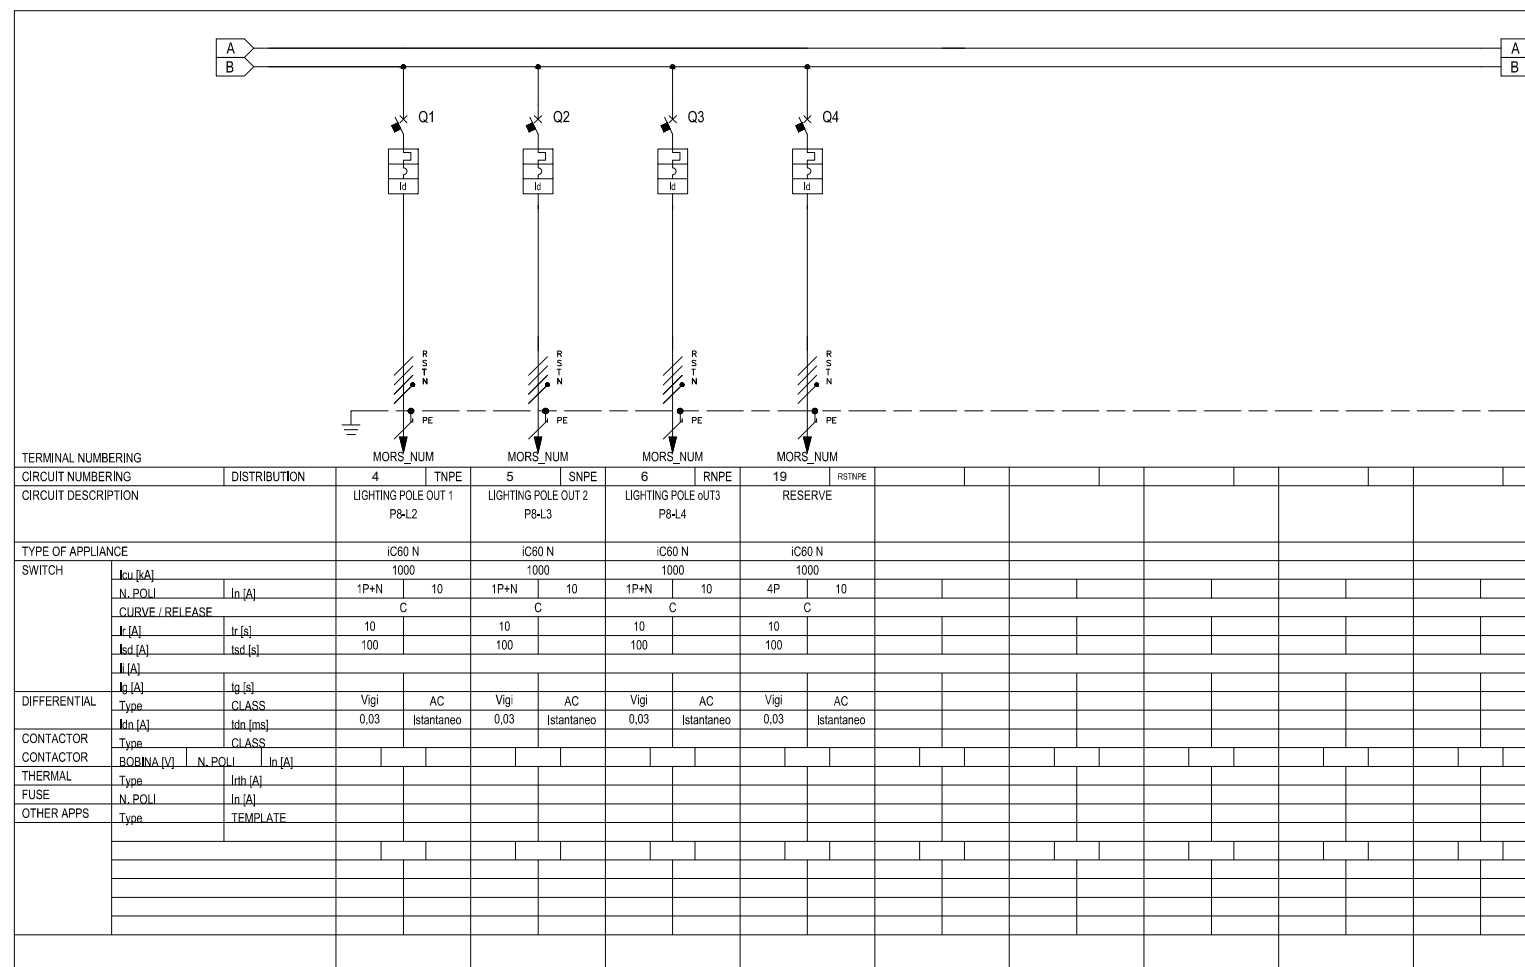 A A
B B
Q1 Q2 Q3 Q4
Id Id Id Id
R R R R
S S S S
T T T T
N N N N
PE PE PE PE
TERMINAL NUMBERING MORS_NUM MORS_NUM MORS_NUM MORS_NUM
CIRCUIT NUMBERING DISTRIBUTION 4 TNPE 5 SNPE 6 RNPE 19 RSTNPE
CIRCUIT DESCRIPTION LIGHTING POLE OUT 1 LIGHTING POLE OUT 2 LIGHTING POLE oUT3 RESERVE
P8-L2 P8-L3 P8-L4
TYPE OF APPLIANCE iC60 N iC60 N iC60 N iC60 N
SWITCH Icu [kA] 1000 1000 1000 1000
N. POLI In [A] 1P+N 10 1P+N 10 1P+N 10 4P 10
CURVE / RELEASE C C C C
Ir [A] tr [s] 10 10 10 10
Isd [A] tsd [s] 100 100 100 100
Ii [A]
Ig [A] tg [s]
DIFFERENTIAL Type CLASS Vigi AC Vigi AC Vigi AC Vigi AC
Idn [A] tdn [ms] 0,03 Istantaneo 0,03 Istantaneo 0,03 Istantaneo 0,03 Istantaneo
CONTACTOR Type CLASS
CONTACTOR BOBINA [V] N. POLI In [A]
THERMAL Type Irth [A]
FUSE N. POLI In [A]
OTHER APPS Type TEMPLATE